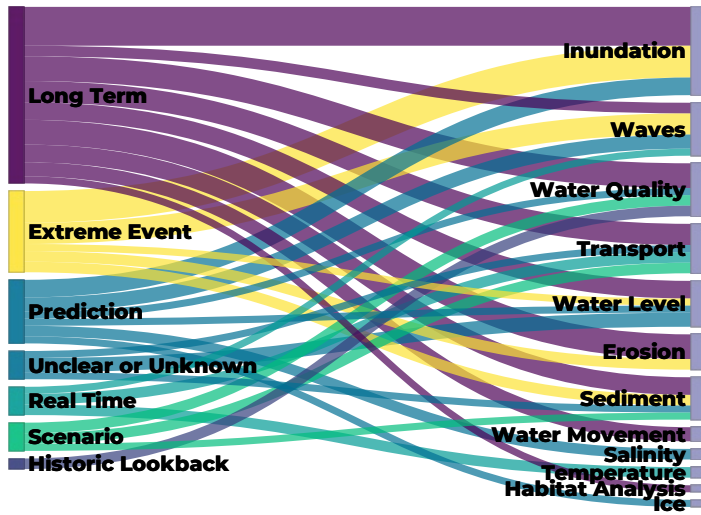 Long Term
Extreme Event
Prediction
Unclear or Unknown
Real Time
Scenario
Historic Lookback
Inundation
Waves
Water Quality
Transport
Water Level
Erosion
Sediment
Water Movement
Salinity
Temperature
Habitat Analysis
Ice